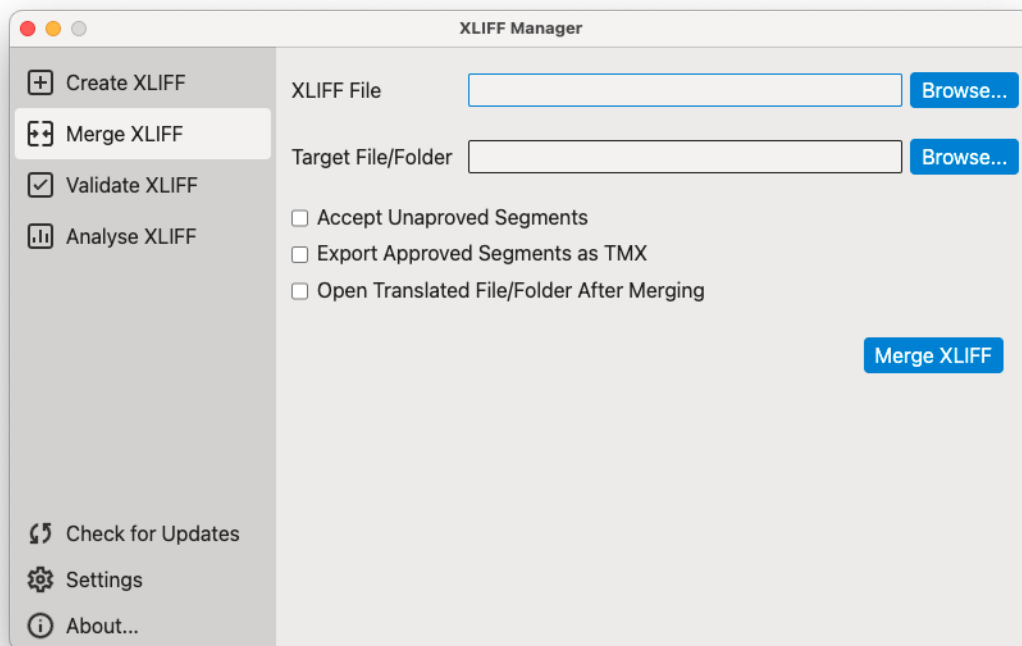 XLIFF Manager
Create XLIFF
Merge XLIFF
Validate XLIFF
Analyse XLIFF
Check for Updates
Settings
About...
XLIFF File
Browse...
Target File/Folder
Browse...
Accept Unaproved Segments
Export Approved Segments as TMX
Open Translated File/Folder After Merging
Merge XLIFF